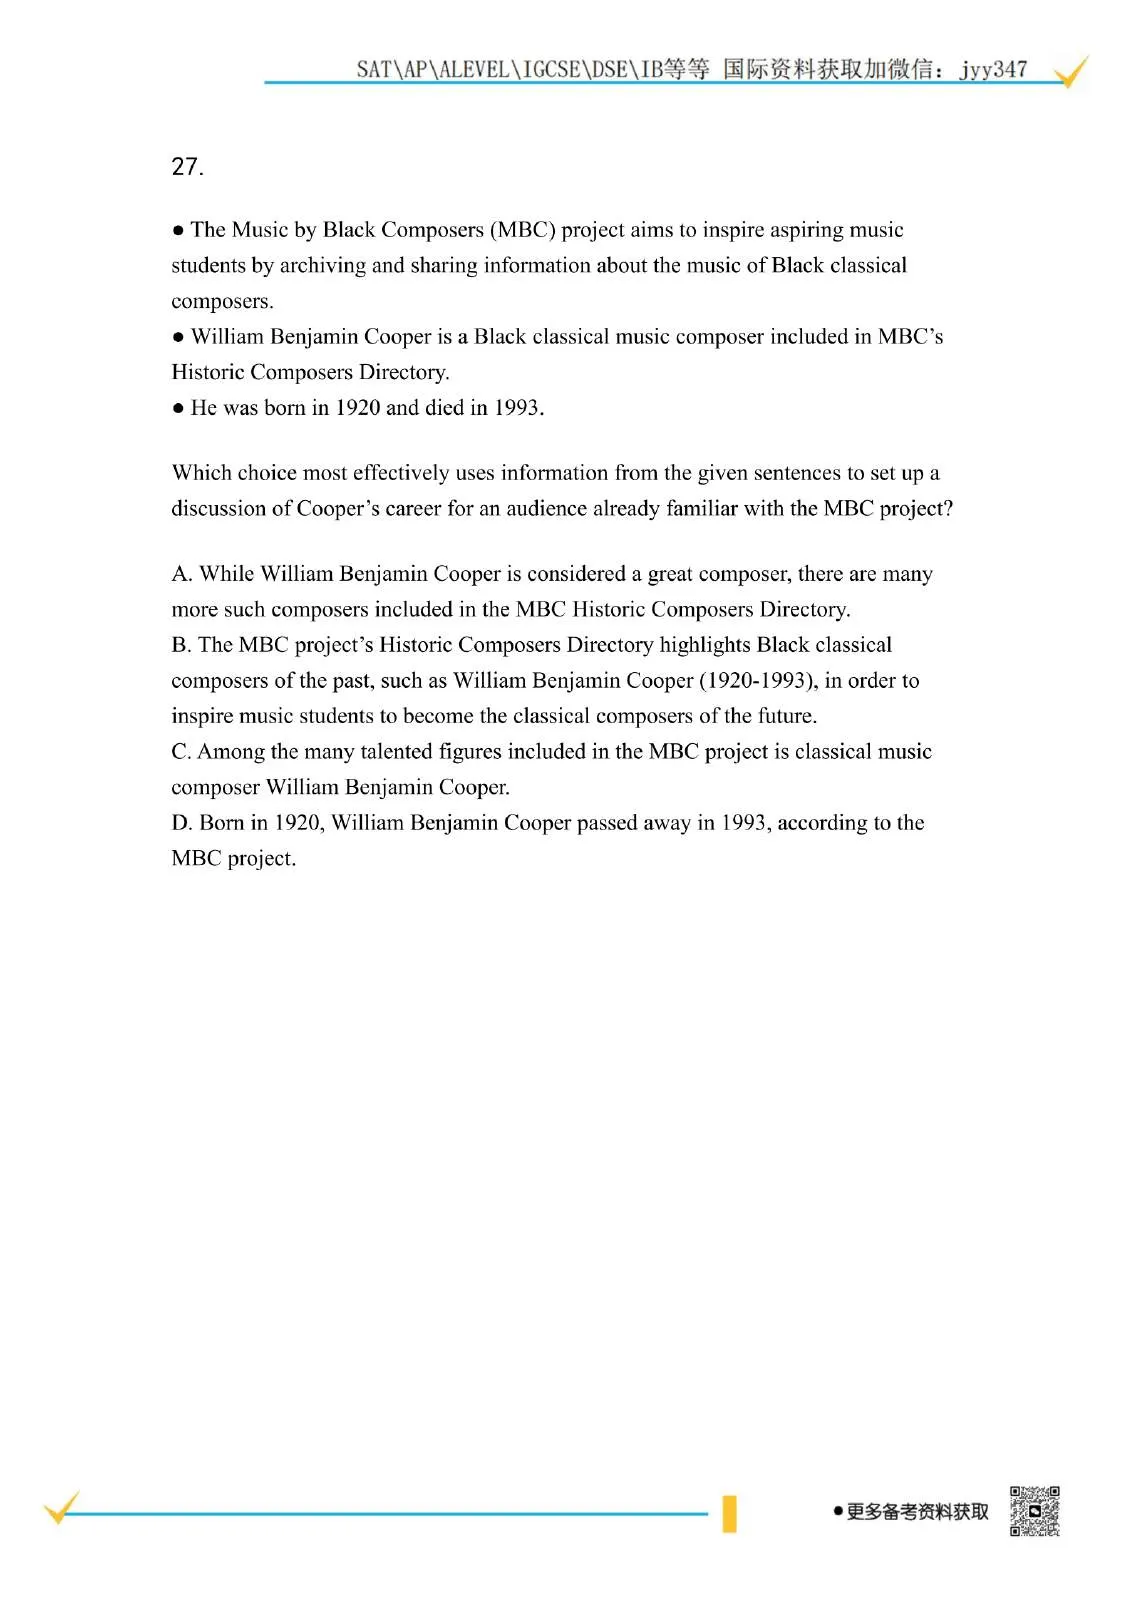 SAT\AP\ALEVEL\IGCSE\DSE\IB等等 国际资料获取加微信: jyy347
27.
● The Music by Black Composers (MBC) project aims to inspire aspiring music
students by archiving and sharing information about the music of Black classical
composers.
● William Benjamin Cooper is a Black classical music composer included in MBC’s
Historic Composers Directory.
● He was born in 1920 and died in 1993.
Which choice most effectively uses information from the given sentences to set up a
discussion of Cooper’s career for an audience already familiar with the MBC project?
A. While William Benjamin Cooper is considered a great composer, there are many
more such composers included in the MBC Historic Composers Directory.
B. The MBC project’s Historic Composers Directory highlights Black classical
composers of the past, such as William Benjamin Cooper (1920-1993), in order to
inspire music students to become the classical composers of the future.
C. Among the many talented figures included in the MBC project is classical music
composer William Benjamin Cooper.
D. Born in 1920, William Benjamin Cooper passed away in 1993, according to the
MBC project.
●更多备考资料获取